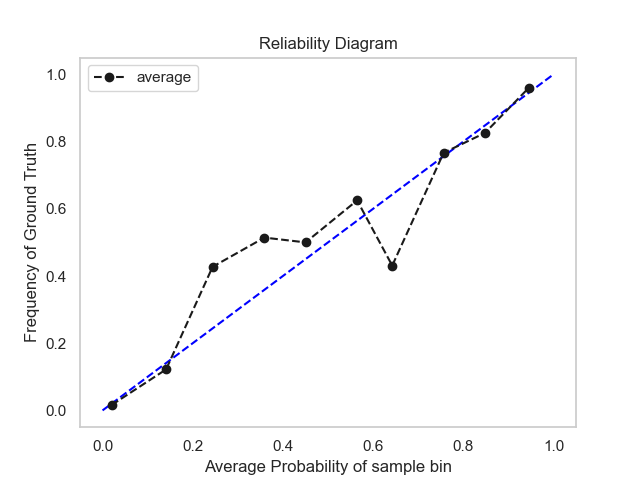 Reliability Diagram
average
Frequency of Ground Truth
1.0
0.8
0.6
0.4
0.2
0.0
0.0 0.2 0.4 0.6 0.8 1.0
Average Probability of sample bin